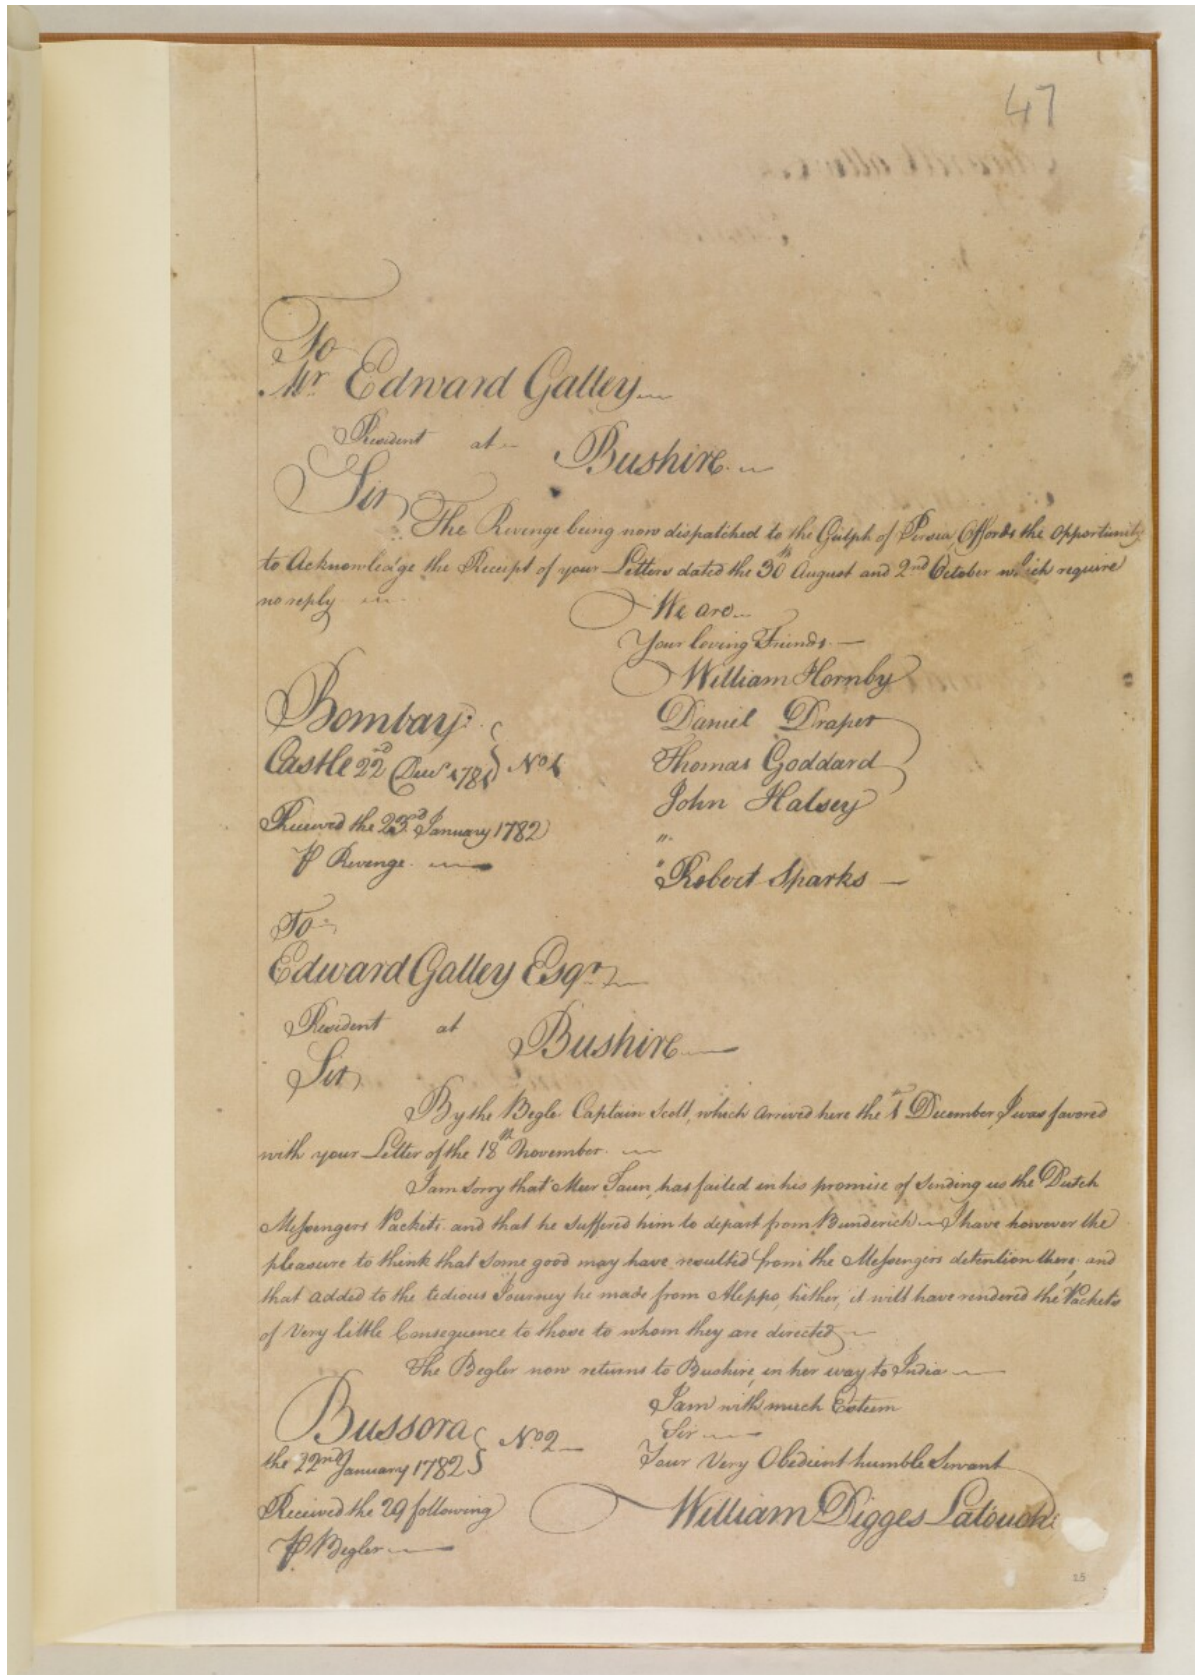 47
To
Mr. Edward Galley
Resident at Bushire
Sir
The Revenge being now dispatched to the Gulph of Persia, Affords the opportunity
to Acknowledge the Receipt of your Letters dated the 30th August and 2nd October which require
no reply
We are
Your loving Friends.
William Hornby
Daniel Draper
Thomas Goddard
John Halsey
"
" Robert Sparks
Bombay
Castle 22nd Decr 1781 } No 1
Received the 23rd January 1782
P Revenge.
To
Edward Galley Esqr.
Resident at Bushire
Sir
By the Begler Captain Scott, which arrived here the 1st December, I was favored
with your Letter of the 18th November.
I am sorry that Meer Taun, has failed in his promise of sending us the Dutch
Messengers Packets. and that he suffered him to depart from Bunderick I have however the
pleasure to think that some good may have resulted from the Messengers detention there, and
that added to the tedious Journey he made from Aleppo, hither, it will have rendered the Packets
of Very little Consequence to those to whom they are directed
The Begler now returns to Bushire, in her way to India
I am with much Esteem
Sir
Your Very Obedient humble Servant
William Digges Latouche
Bussora
the 22nd January 1782 } No. 2
Received the 29 following
P Begler
15